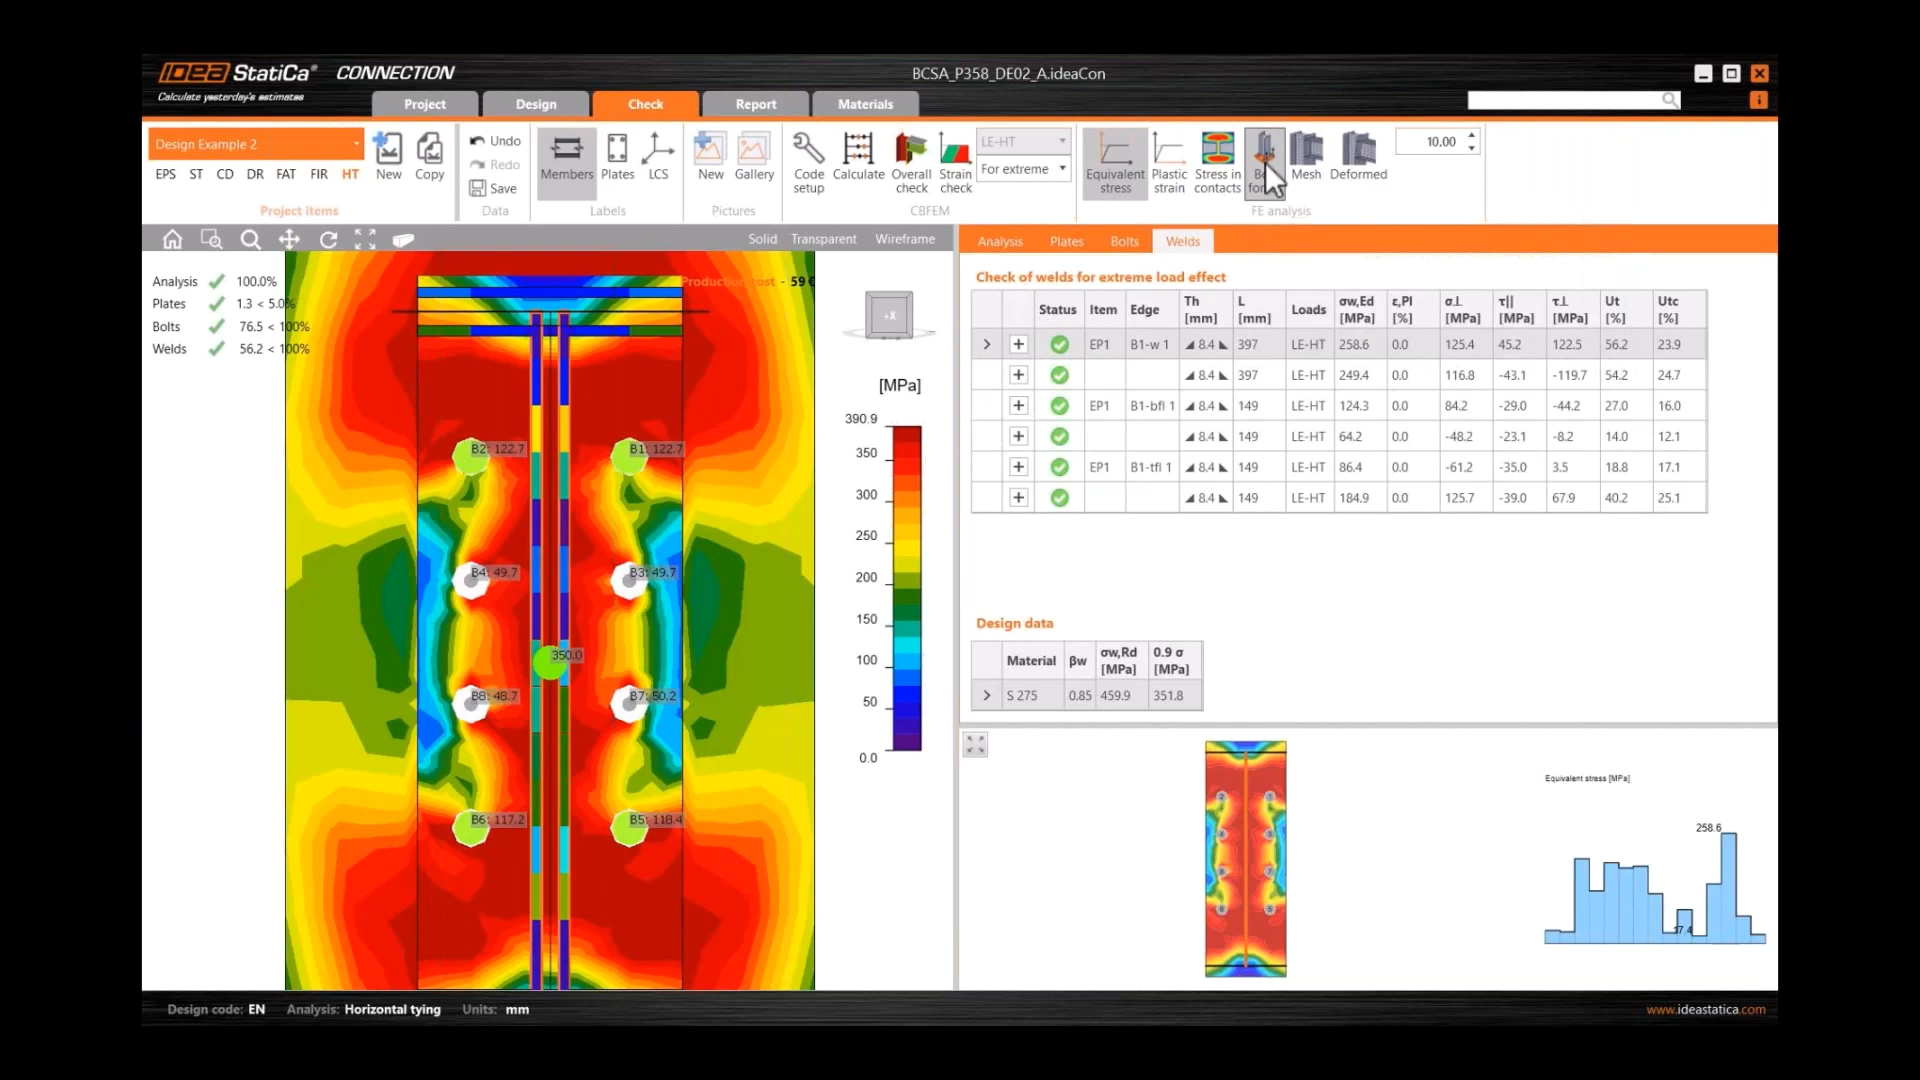 IDEA StatiCa® CONNECTION
Calculate yesterday's estimates
BCSA_P358_DE02_A.ideaCon
Project Design Check Report Materials
Design Example 2
EPS ST CD DR FAT FIR HT
New
Copy
Project items
Undo
Redo
Save
Data
Members
Plates
LCS
Labels
New
Gallery
Pictures
Code setup
Calculate
Overall check
Strain check
LE-HT
For extreme
CBFEM
Equivalent stress
Plastic strain
Stress in contacts
Mesh
Deformed
10.00
FE analysis
Solid Transparent Wireframe
Analysis 100.0%
Plates 1.3 < 5.0%
Bolts 76.5 < 100%
Welds 56.2 < 100%
Production cost - 59 €
+X
B2: 122.7
B1: 122.7
B4: 49.7
B3: 49.7
350.0
B8: 48.7
B7: 50.2
B6: 117.2
B5: 118.4
[MPa]
390.9
350
300
250
200
150
100
50
0.0
Analysis Plates Bolts Welds
Check of welds for extreme load effect
Status Item Edge Th [mm] L [mm] Loads σw,Ed [MPa] ε,Pl [%] σ⊥ [MPa] τ|| [MPa] τ⊥ [MPa] Ut [%] Utc [%]
EP1 B1-w 1 8.4 397 LE-HT 258.6 0.0 125.4 45.2 122.5 56.2 23.9
8.4 397 LE-HT 249.4 0.0 116.8 -43.1 -119.7 54.2 24.7
EP1 B1-bfl 1 8.4 149 LE-HT 124.3 0.0 84.2 -29.0 -44.2 27.0 16.0
8.4 149 LE-HT 64.2 0.0 -48.2 -23.1 -8.2 14.0 12.1
EP1 B1-tfl 1 8.4 149 LE-HT 86.4 0.0 -61.2 -35.0 3.5 18.8 17.1
8.4 149 LE-HT 184.9 0.0 125.7 -39.0 67.9 40.2 25.1
Design data
Material βw σw,Rd [MPa] 0.9 σ [MPa]
S 275 0.85 459.9 351.8
Equivalent stress [MPa]
258.6
Design code: EN Analysis: Horizontal tying Units: mm
www.ideastatica.com